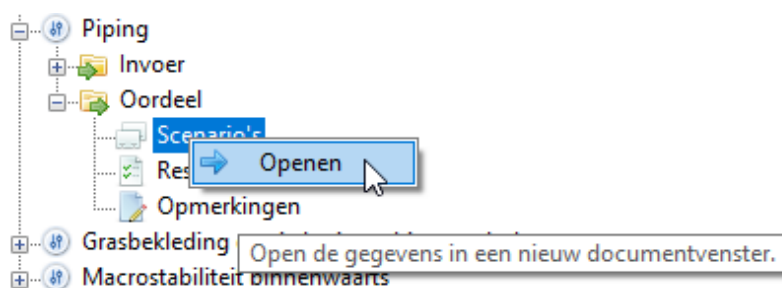 Piping
Invoer
Oordeel
Scenario's
Openen
Opmerkingen
Grasbekleding
Open de gegevens in een nieuw documentvenster.
Macrostabiliteit binnenwaarts